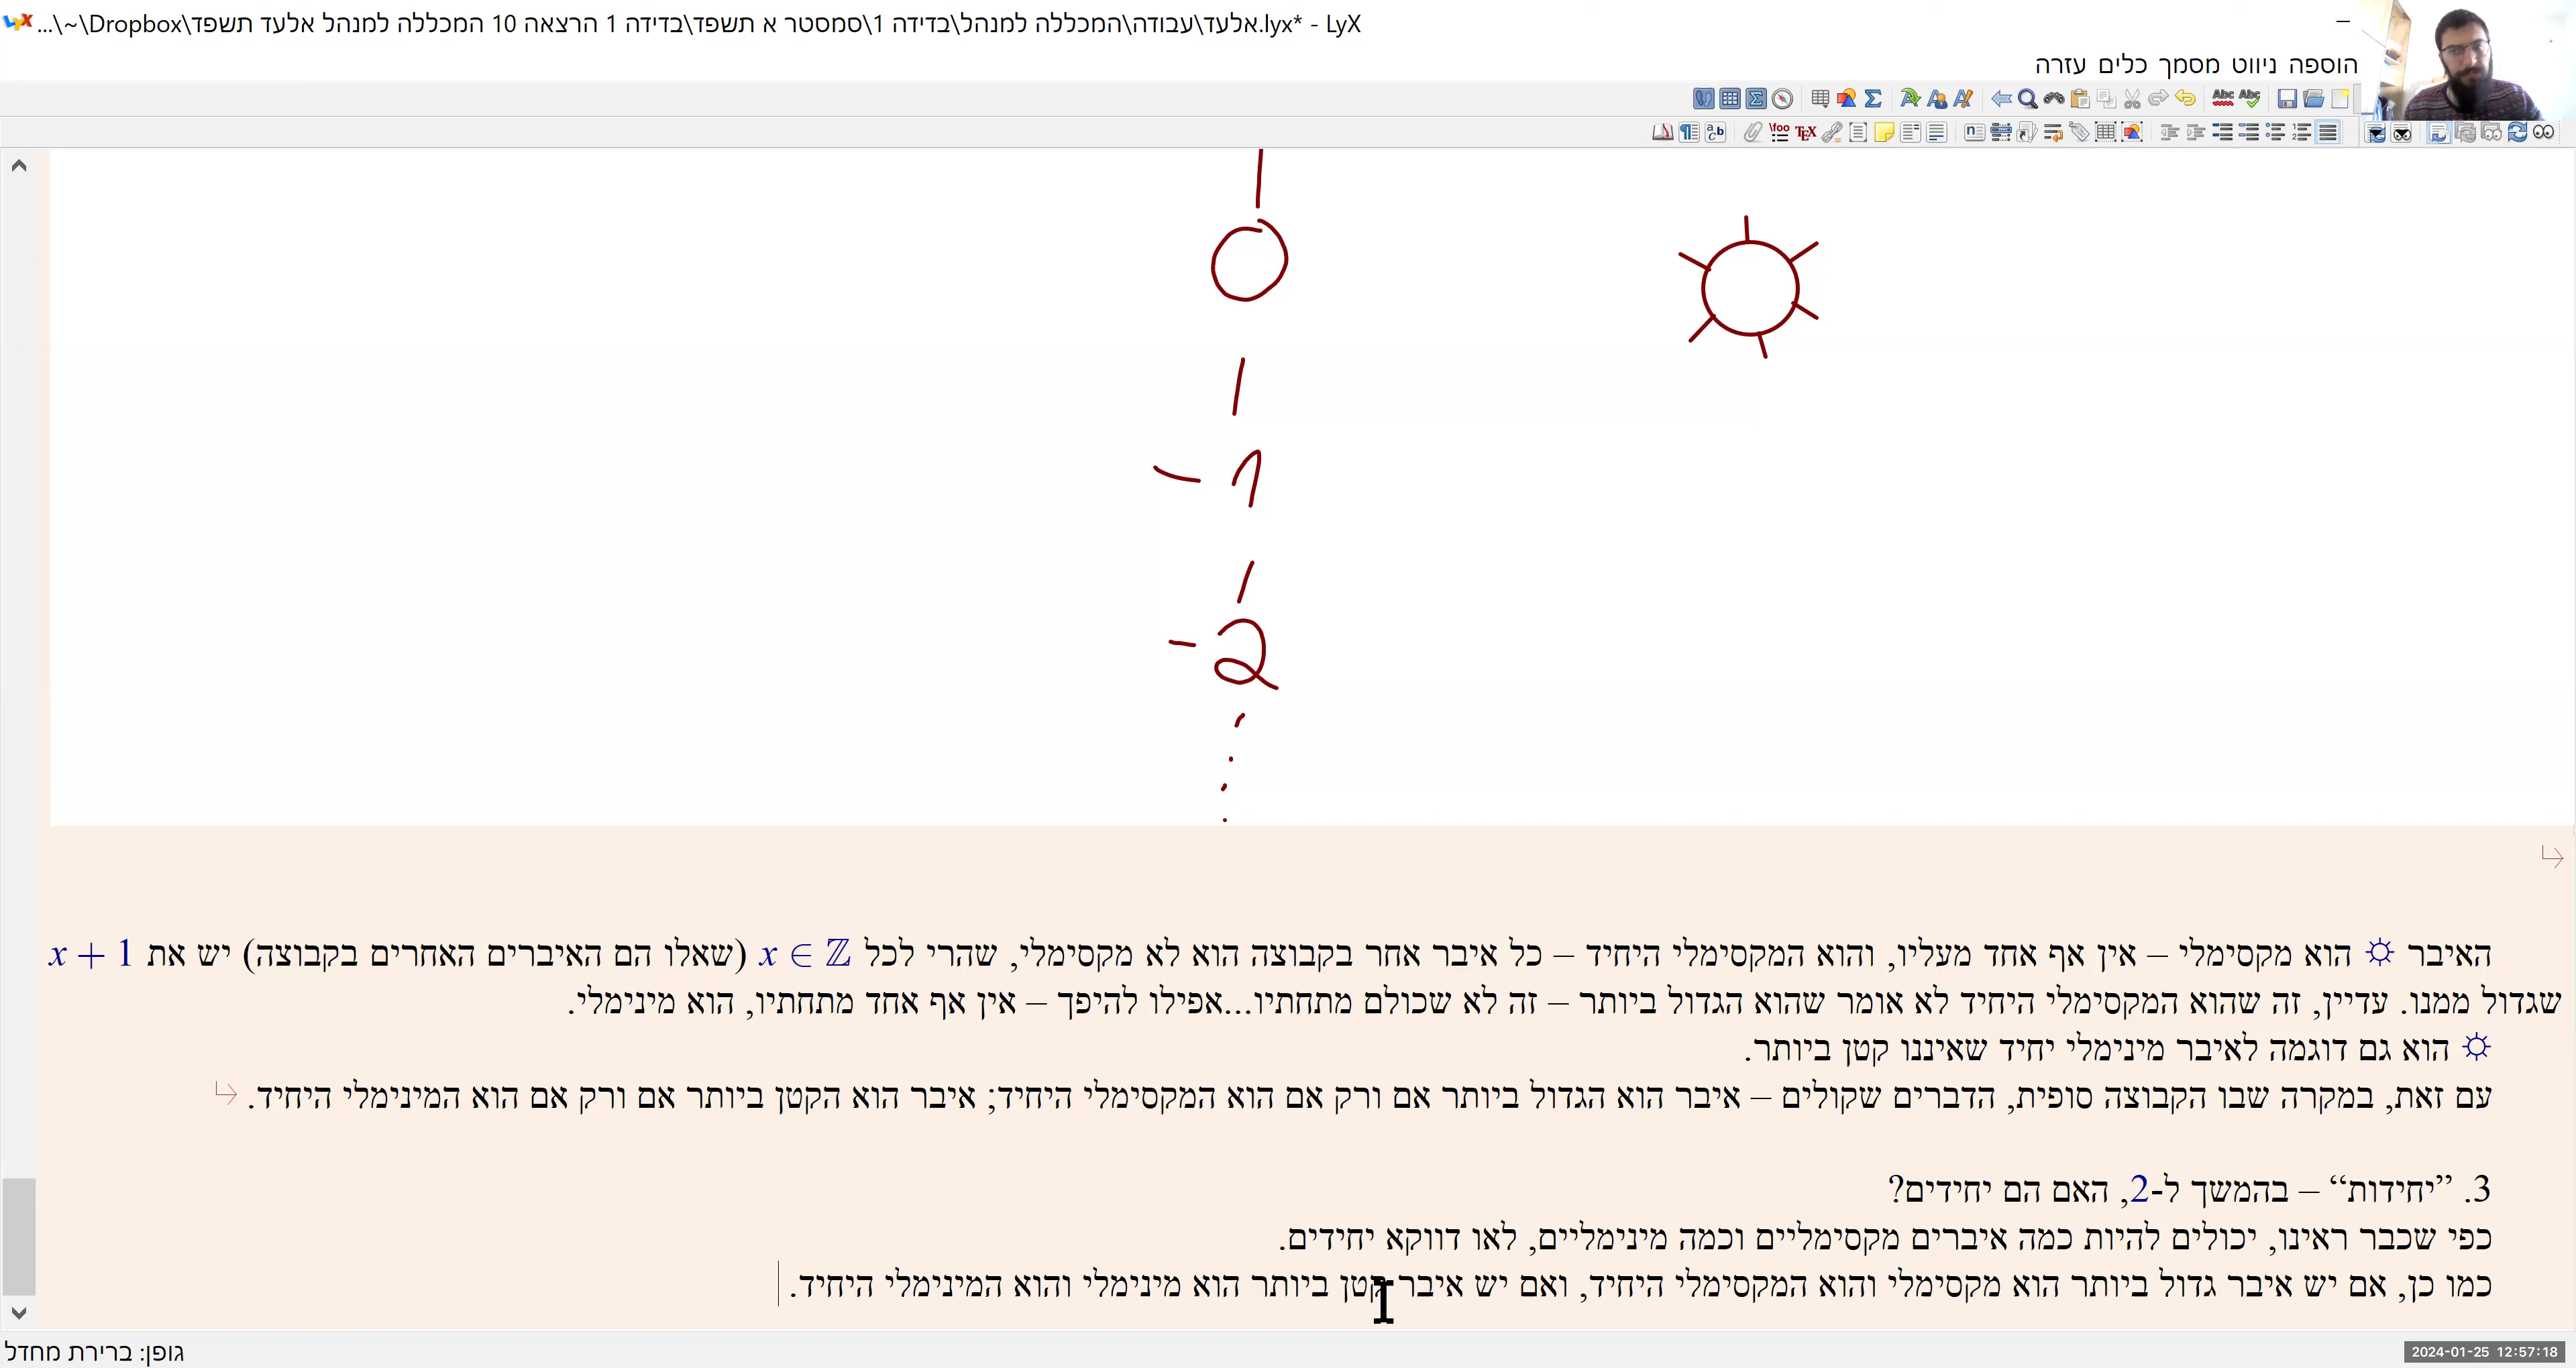 ...\~\Dropbox\אלעד\עבודה\המכללה למנהל\בדידה 1\סמסטר א תשפד\בדידה 1 הרצאה 10 המכללה למנהל אלעד תשפד.lyx* - LyX
הוספה ניווט מסמך כלים עזרה
0
-1
-2
האיבר ☼ הוא מקסימלי – אין אף אחד מעליו, והוא המקסימלי היחיד – כל איבר אחר בקבוצה הוא לא מקסימלי, שהרי לכל x ∈ ℤ (שאלו הם האיברים האחרים בקבוצה) יש את x + 1
שגדול ממנו. עדיין, זה שהוא המקסימלי היחיד לא אומר שהוא הגדול ביותר – זה לא שכולם מתחתיו...אפילו להיפך – אין אף אחד מתחתיו, הוא מינימלי.
☼ הוא גם דוגמה לאיבר מינימלי יחיד שאיננו קטן ביותר.
עם זאת, במקרה שבו הקבוצה סופית, הדברים שקולים – איבר הוא הגדול ביותר אם ורק אם הוא המקסימלי היחיד; איבר הוא הקטן ביותר אם ורק אם הוא המינימלי היחיד.
3. ”יחידות“ – בהמשך ל-2, האם הם יחידים?
כפי שכבר ראינו, יכולים להיות כמה איברים מקסימליים וכמה מינימליים, לאו דווקא יחידים.
כמו כן, אם יש איבר גדול ביותר הוא מקסימלי והוא המקסימלי היחיד, ואם יש איבר קטן ביותר הוא מינימלי והוא המינימלי היחיד.
גופן: ברירת מחדל
2024-01-25 12:57:18